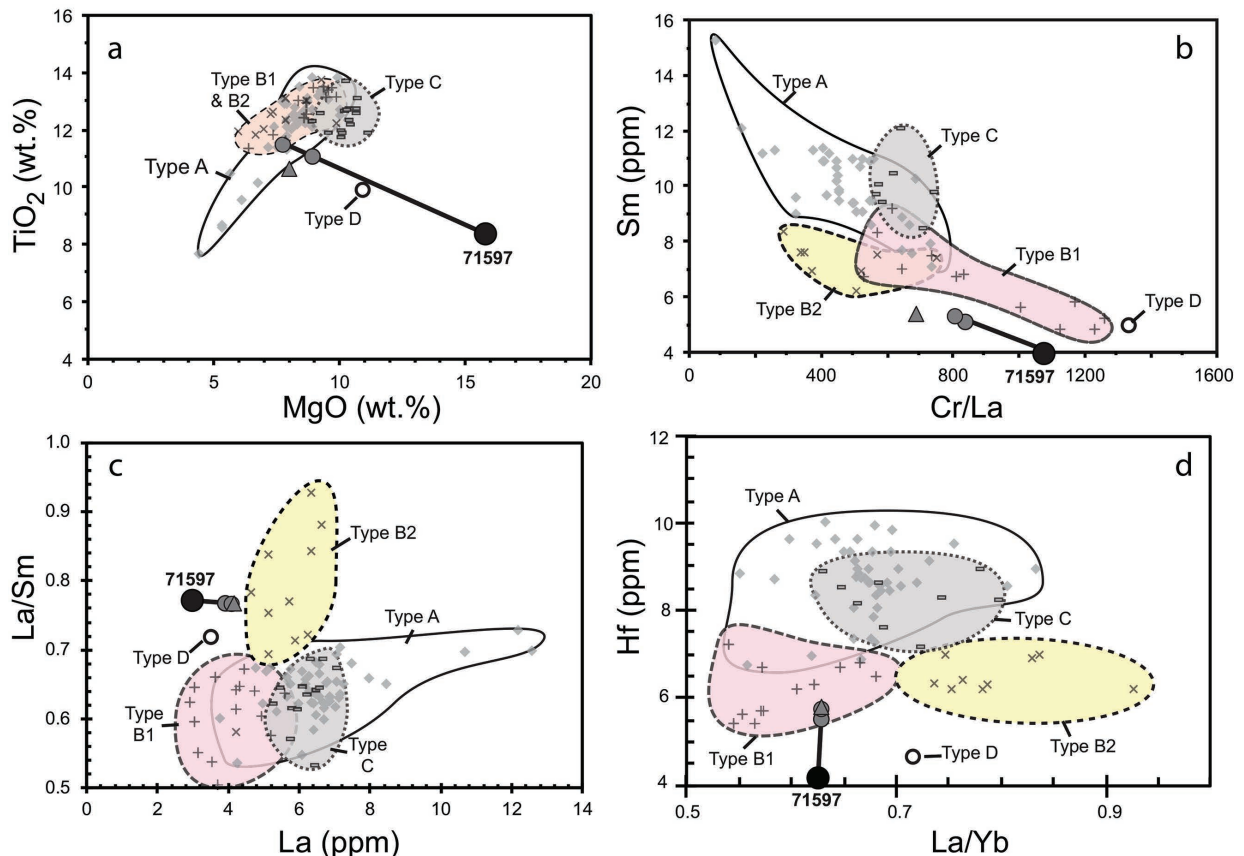 a
16
14
12
10
8
6
4
TiO2 (wt.%)
0
5
10
15
20
MgO (wt.%)
Type B1
& B2
Type C
Type A
Type D
71597
b
16
14
12
10
8
6
4
Sm (ppm)
0
400
800
1200
1600
Cr/La
Type A
Type C
Type B1
Type B2
Type D
71597
c
1.0
0.9
0.8
0.7
0.6
0.5
La/Sm
0
2
4
6
8
10
12
14
La (ppm)
71597
Type B2
Type A
Type D
Type
B1
Type
C
d
12
10
8
6
4
Hf (ppm)
0.5
0.7
0.9
La/Yb
Type A
Type C
Type B1
Type D
Type B2
71597